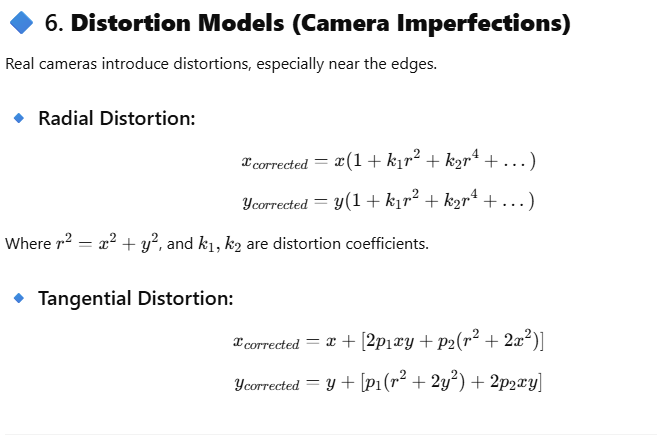 🔷 6. Distortion Models (Camera Imperfections)
Real cameras introduce distortions, especially near the edges.
🔹 Radial Distortion:
x_{corrected} = x(1 + k_1r^2 + k_2r^4 + \dots)
y_{corrected} = y(1 + k_1r^2 + k_2r^4 + \dots)
Where r^2 = x^2 + y^2, and k_1, k_2 are distortion coefficients.
🔹 Tangential Distortion:
x_{corrected} = x + [2p_1xy + p_2(r^2 + 2x^2)]
y_{corrected} = y + [p_1(r^2 + 2y^2) + 2p_2xy]